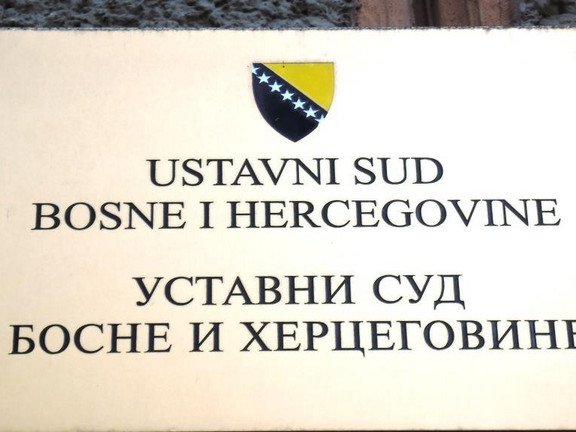 USTAVNI SUD
BOSNE I HERCEGOVINE
УСТАВНИ СУД
БОСНЕ И ХЕРЦЕГОВИНЕ